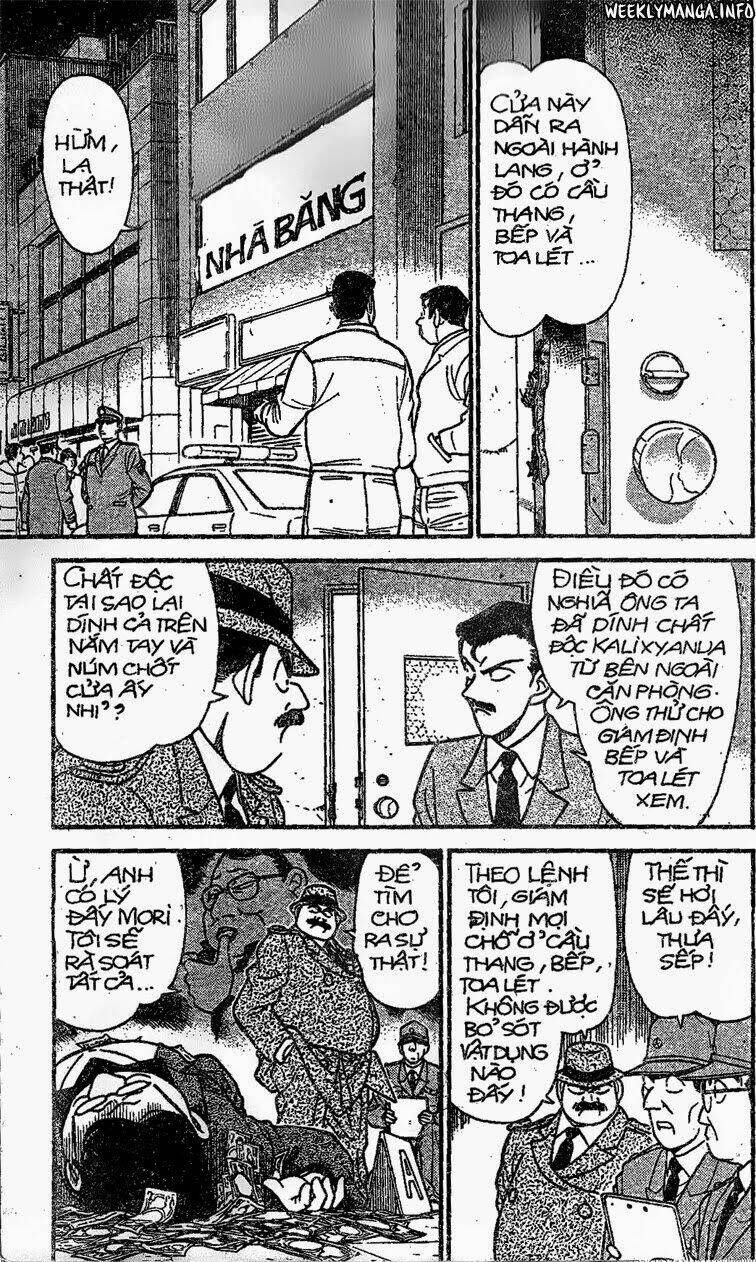 WEEKLYMANGA.INFO
CỬA NÀY
DẪN RA
NGOÀI HÀNH
LANG, Ở
ĐÓ CÓ CẦU
THANG,
BẾP VÀ
TOA LÉT...
HỪM,
LẠ
THẬT!
NHÀ BĂNG
ĐIỀU ĐÓ CÓ
NGHĨA ÔNG TA
ĐÃ DÍNH CHẤT
ĐỘC KALIXYANUA
TỪ BÊN NGOÀI
CĂN PHÒNG.
ÔNG THỬ CHO
GIÁM ĐỊNH
BẾP VÀ
TOA LÉT
XEM.
CHẤT ĐỘC
TẠI SAO LẠI
DÍNH CẢ TRÊN
NẮM TAY VÀ
NÚM CHỐT
CỬA ẤY
NHỈ?
THẾ THÌ
SẼ HƠI
LÂU ĐẤY,
THƯA
SẾP!
THEO LỆNH
TÔI, GIÁM
ĐỊNH MỌI
CHỖ Ở CẦU
THANG, BẾP,
TOA LÉT.
KHÔNG ĐƯỢC
BỎ SÓT
VẬT DỤNG
NÀO
ĐẤY!
ĐỂ
TÌM
CHO
RA SỰ
THẬT!
Ừ, ANH
CÓ LÝ
ĐẤY MORI.
TÔI SẼ
RÀ SOÁT
TẤT CẢ...
A